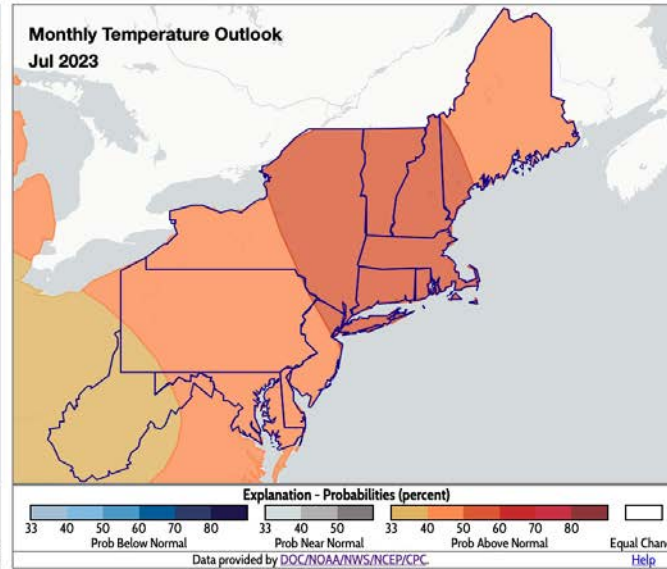 Monthly Temperature Outlook
Jul 2023
Explanation - Probabilities (percent)
33 40 50 60 70 80 33 40 50 33 40 50 60 70 80
Prob Below Normal Prob Near Normal Prob Above Normal Equal Chanc
Data provided by DOC/NOAA/NWS/NCEP/CPC. Help